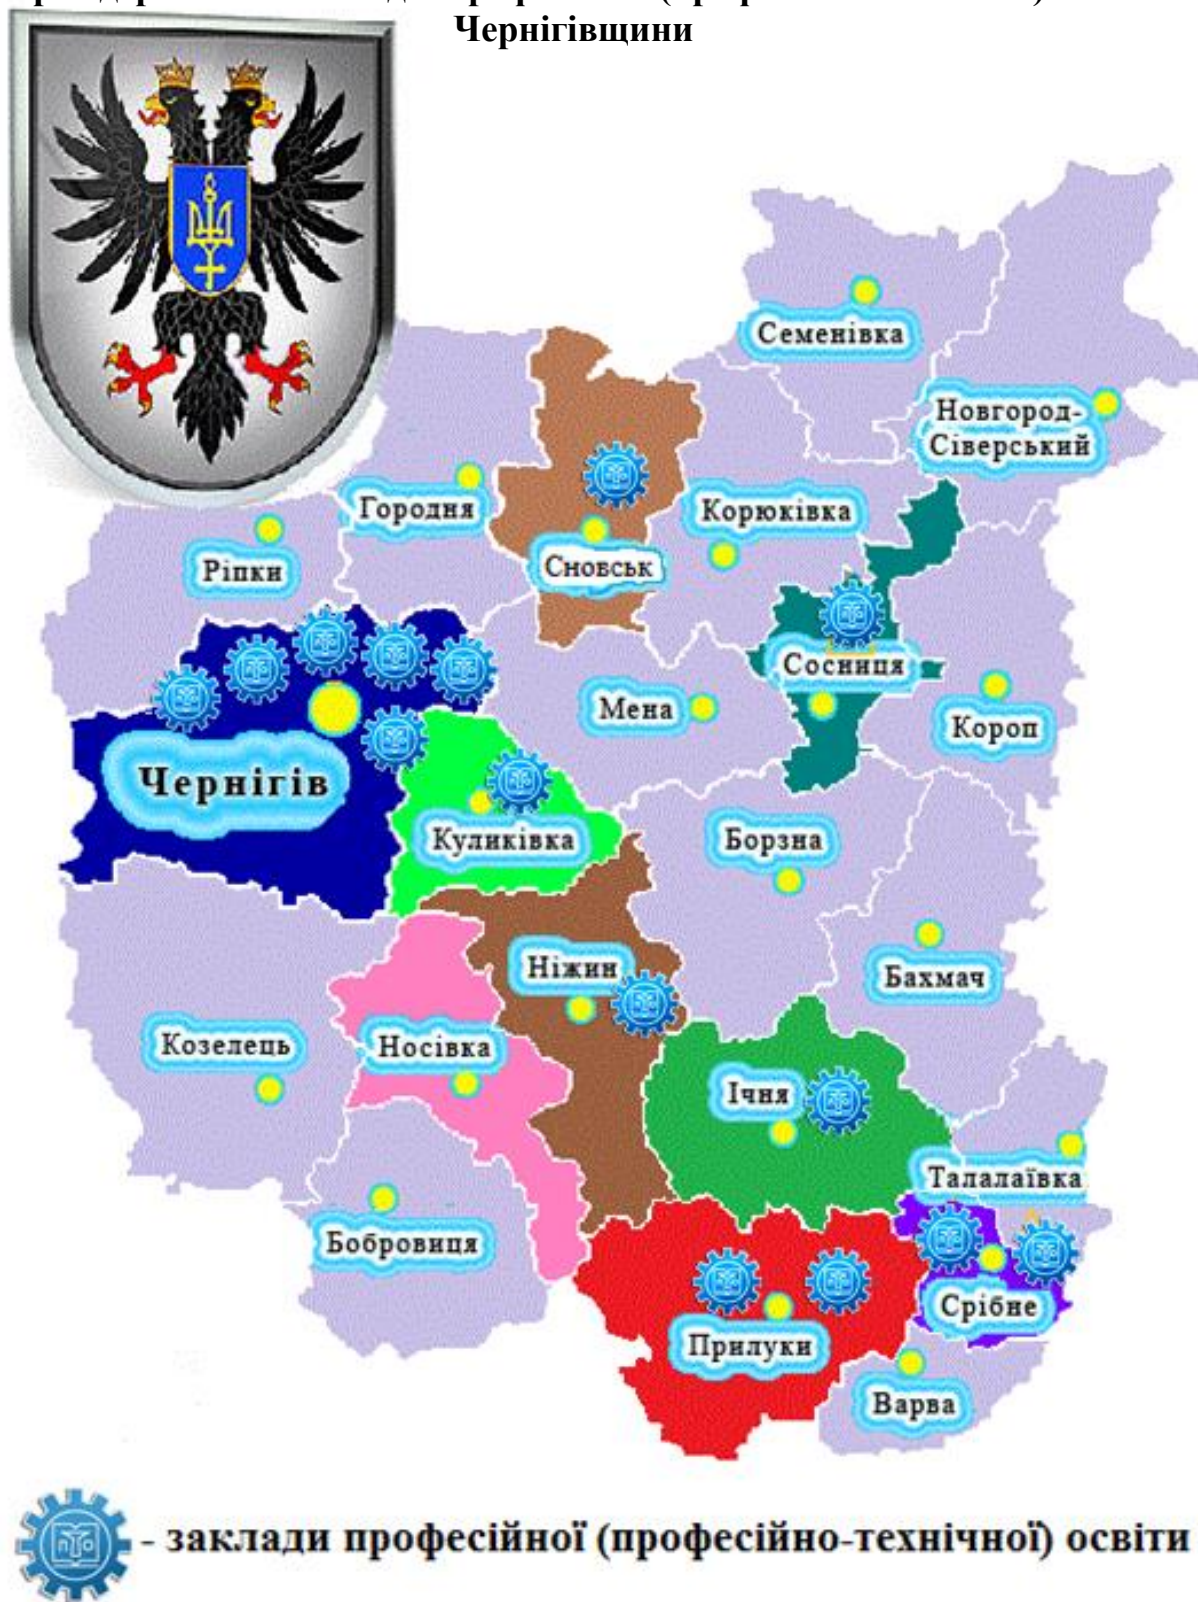 Чернігівщини
Семенівка
Новгород-
Сіверський
Городня
Корюківка
Ріпки
Сновськ
Сосниця
Мена
Короп
Чернігів
Куликівка
Борзна
Ніжин
Бахмач
Козелець
Носівка
Ічня
Талалаївка
Бобровиця
Срібне
Прилуки
Варва
- заклади професійної (професійно-технічної) освіти